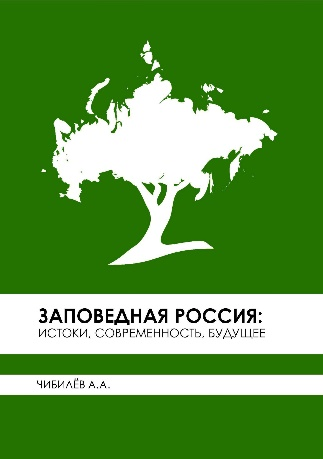 ЗАПОВЕДНАЯ РОССИЯ:
ИСТОКИ, СОВРЕМЕННОСТЬ, БУДУЩЕЕ
ЧИБИЛЁВ А.А.